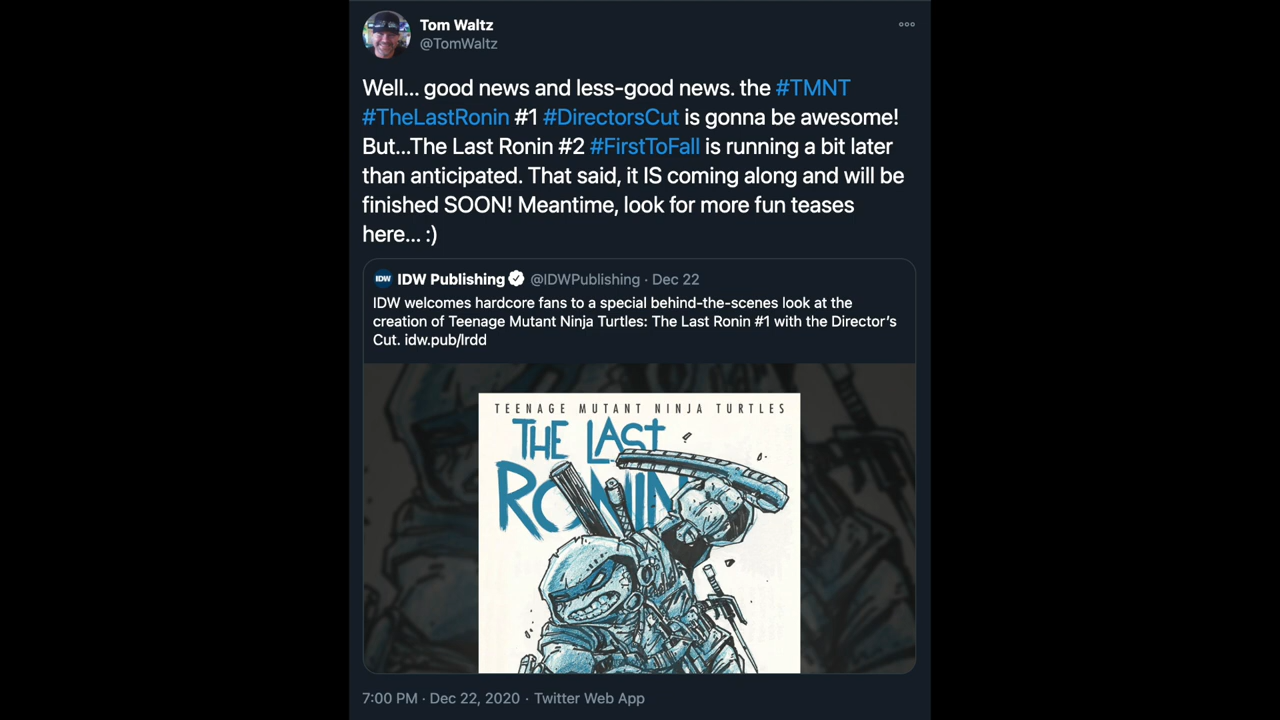 Tom Waltz
@TomWaltz
Well... good news and less-good news. the #TMNT
#TheLastRonin #1 #DirectorsCut is gonna be awesome!
But...The Last Ronin #2 #FirstToFall is running a bit later
than anticipated. That said, it IS coming along and will be
finished SOON! Meantime, look for more fun teases
here... :)
IDW
IDW Publishing @IDWPublishing · Dec 22
IDW welcomes hardcore fans to a special behind-the-scenes look at the
creation of Teenage Mutant Ninja Turtles: The Last Ronin #1 with the Director's
Cut. idw.pub/lrdd
TEENAGE MUTANT NINJA TURTLES
THE LAST
RONIN
7:00 PM · Dec 22, 2020 · Twitter Web App